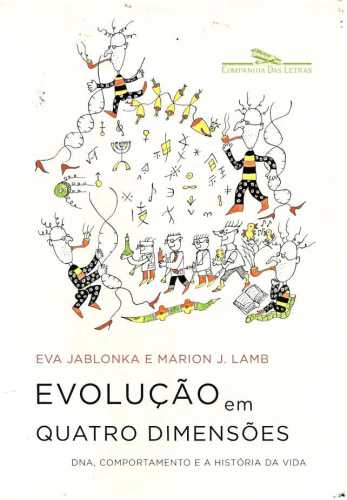 COMPANHIA DAS LETRAS
EVA JABLONKA E MARION J. LAMB
EVOLUÇÃO em
QUATRO DIMENSÕES
DNA, COMPORTAMENTO E A HISTÓRIA DA VIDA